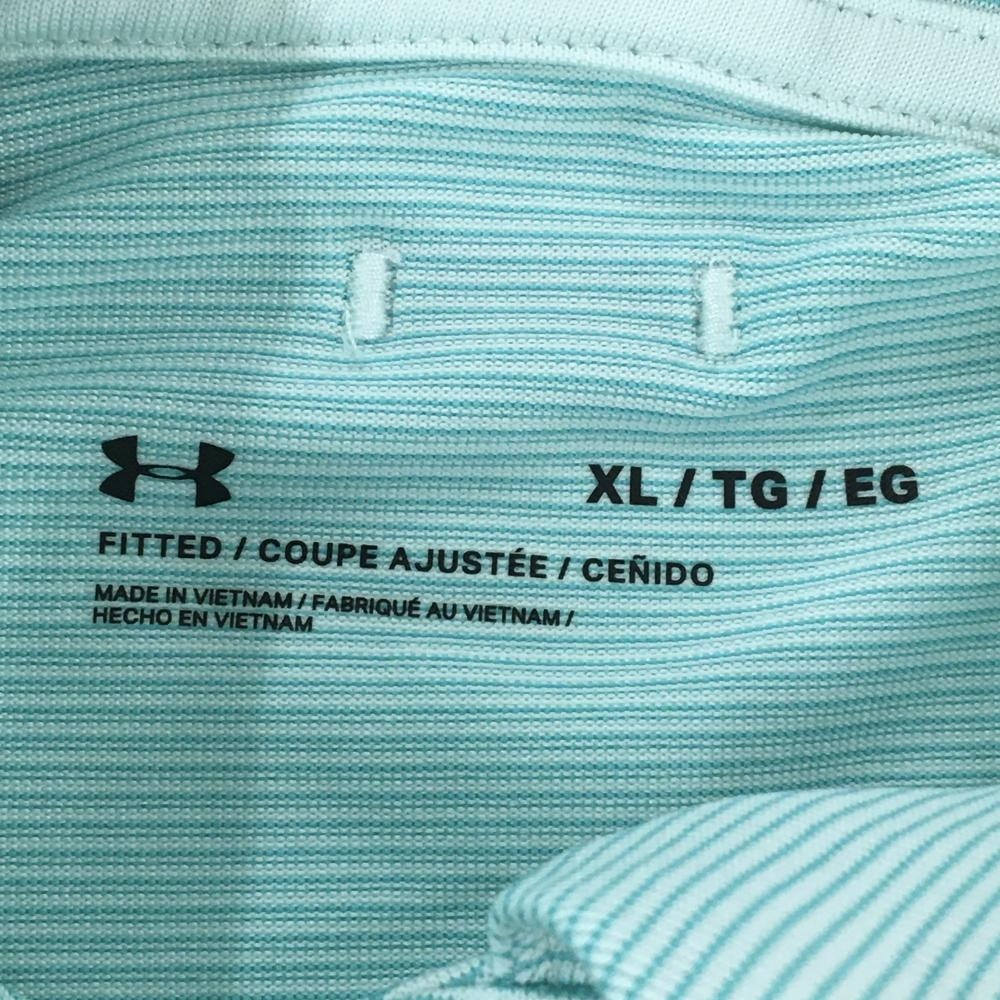 XL / TG / EG
FITTED / COUPE AJUSTÉE / CEÑIDO
MADE IN VIETNAM / FABRIQUÉ AU VIETNAM /
HECHO EN VIETNAM